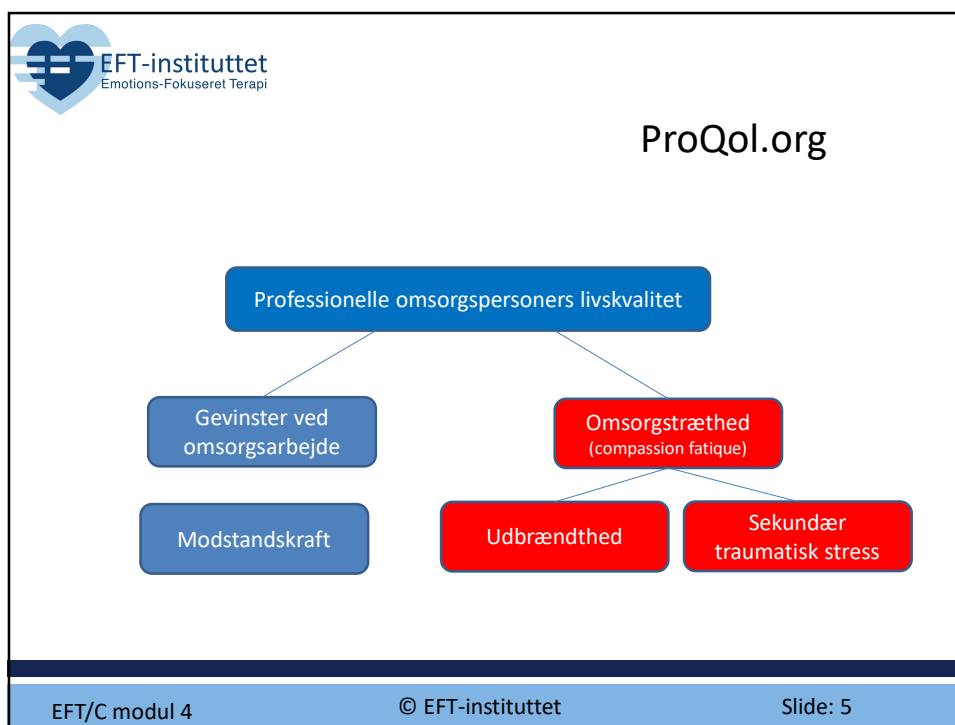 EFT-instituttet
Emotions-Fokuseret Terapi
ProQol.org
Professionelle omsorgspersoners livskvalitet
Gevinster ved
omsorgsarbejde
Omsorgstræthed
(compassion fatique)
Modstandskraft
Udbrændthed
Sekundær
traumatisk stress
EFT/C modul 4
© EFT-instituttet
Slide: 5